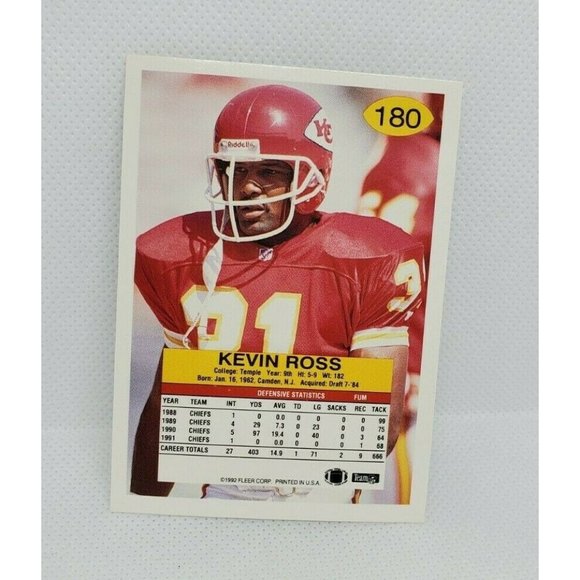 180
Riddell
KC
31
91
KEVIN ROSS
College: Temple Year: 9th Ht: 5-9 Wt: 182
Born: Jan. 16, 1962, Camden, N.J. Acquired: Draft 7-'84
DEFENSIVE STATISTICS FUM
YEAR TEAM INT YDS AVG TD LG SACKS REC TACK
1988 CHIEFS 1 0 0.0 0 0 0 0 99
1989 CHIEFS 4 29 7.3 0 23 0 0 75
1990 CHIEFS 5 97 19.4 0 40 0 3 64
1991 CHIEFS 1 0 0.0 0 0 0 1 68
CAREER TOTALS 27 403 14.9 1 71 2 9 666
©1992 FLEER CORP. PRINTED IN U.S.A.
Team